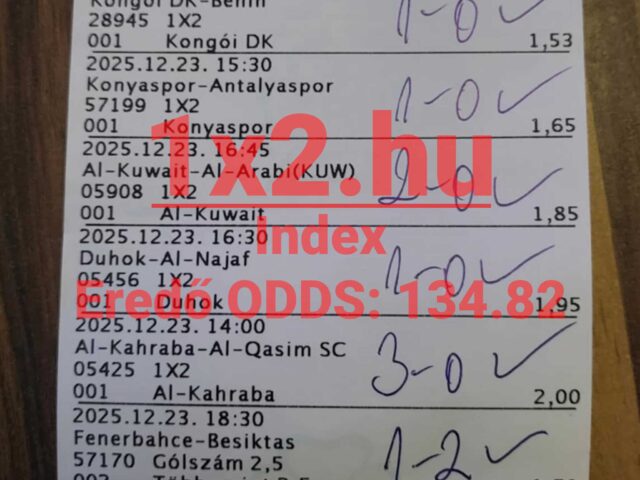 Kongói DK-Benin
28945 1X2
1-0 ✓
001 Kongói DK 1,53
2025.12.23. 15:30
Konyaspor-Antalyaspor
57199 1X2
1-0 ✓
001 Konyaspor 1,65
1x2.hu
2025.12.23. 16:45
Al-Kuwait-Al-Arabi(KUW)
05908 1X2
2-0 ✓
001 Al-Kuwait 1,85
Index
2025.12.23. 16:30
Duhok-Al-Najaf
05456 1X2
1-0 ✓
Eredő ODDS: 134.82
001 Duhok 1,95
2025.12.23. 14:00
Al-Kahraba-Al-Qasim SC
05425 1X2
3-0 ✓
001 Al-Kahraba 2,00
2025.12.23. 18:30
Fenerbahce-Besiktas
57170 Gólszám 2,5
1-2 ✓